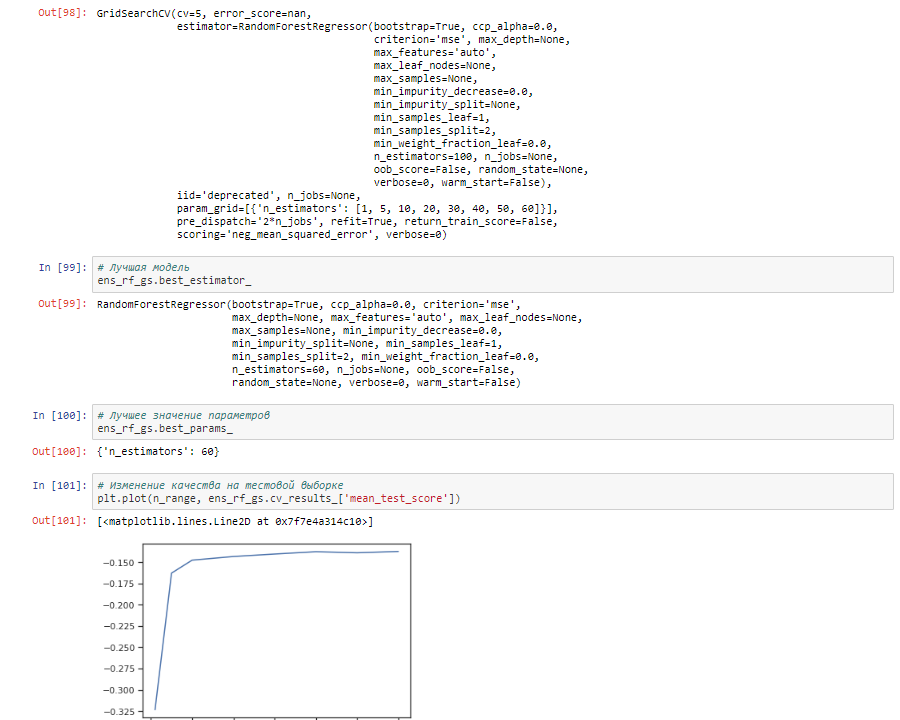 Out[98]: GridSearchCV(cv=5, error_score=nan,
estimator=RandomForestRegressor(bootstrap=True, ccp_alpha=0.0,
criterion='mse', max_depth=None,
max_features='auto',
max_leaf_nodes=None,
max_samples=None,
min_impurity_decrease=0.0,
min_impurity_split=None,
min_samples_leaf=1,
min_samples_split=2,
min_weight_fraction_leaf=0.0,
n_estimators=100, n_jobs=None,
oob_score=False, random_state=None,
verbose=0, warm_start=False),
iid='deprecated', n_jobs=None,
param_grid=[{'n_estimators': [1, 5, 10, 20, 30, 40, 50, 60]}],
pre_dispatch='2*n_jobs', refit=True, return_train_score=False,
scoring='neg_mean_squared_error', verbose=0)
In [99]: # Лучшая модель
ens_rf_gs.best_estimator_
Out[99]: RandomForestRegressor(bootstrap=True, ccp_alpha=0.0, criterion='mse',
max_depth=None, max_features='auto', max_leaf_nodes=None,
max_samples=None, min_impurity_decrease=0.0,
min_impurity_split=None, min_samples_leaf=1,
min_samples_split=2, min_weight_fraction_leaf=0.0,
n_estimators=60, n_jobs=None, oob_score=False,
random_state=None, verbose=0, warm_start=False)
In [100]: # Лучшее значение параметров
ens_rf_gs.best_params_
Out[100]: {'n_estimators': 60}
In [101]: # Изменение качества на тестовой выборке
plt.plot(n_range, ens_rf_gs.cv_results_['mean_test_score'])
Out[101]: [<matplotlib.lines.Line2D at 0x7f7e4a314c10>]
−0.150
−0.175
−0.200
−0.225
−0.250
−0.275
−0.300
−0.325